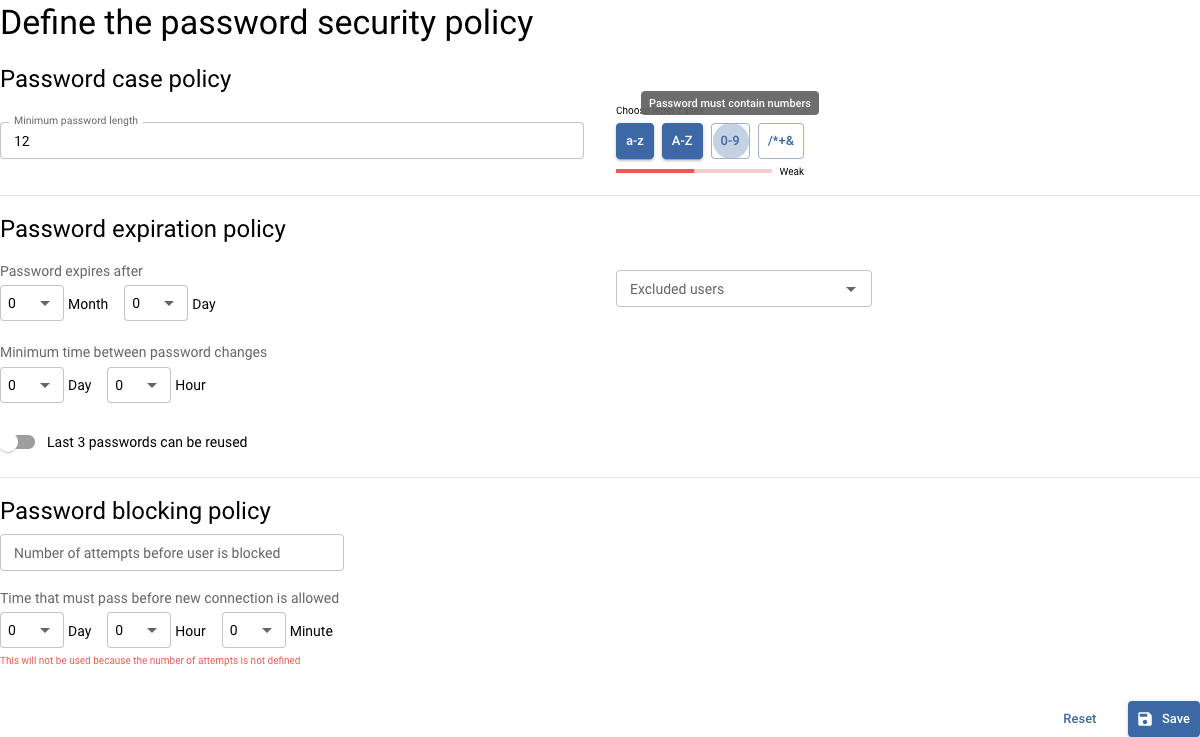 Define the password security policy
Password case policy
Password must contain numbers
Minimum password length
12
a-z A-Z 0-9 /*+&
Weak
Password expiration policy
Password expires after
0 Month 0 Day
Excluded users
Minimum time between password changes
0 Day 0 Hour
Last 3 passwords can be reused
Password blocking policy
Number of attempts before user is blocked
Time that must pass before new connection is allowed
0 Day 0 Hour 0 Minute
This will not be used because the number of attempts is not defined
Reset Save